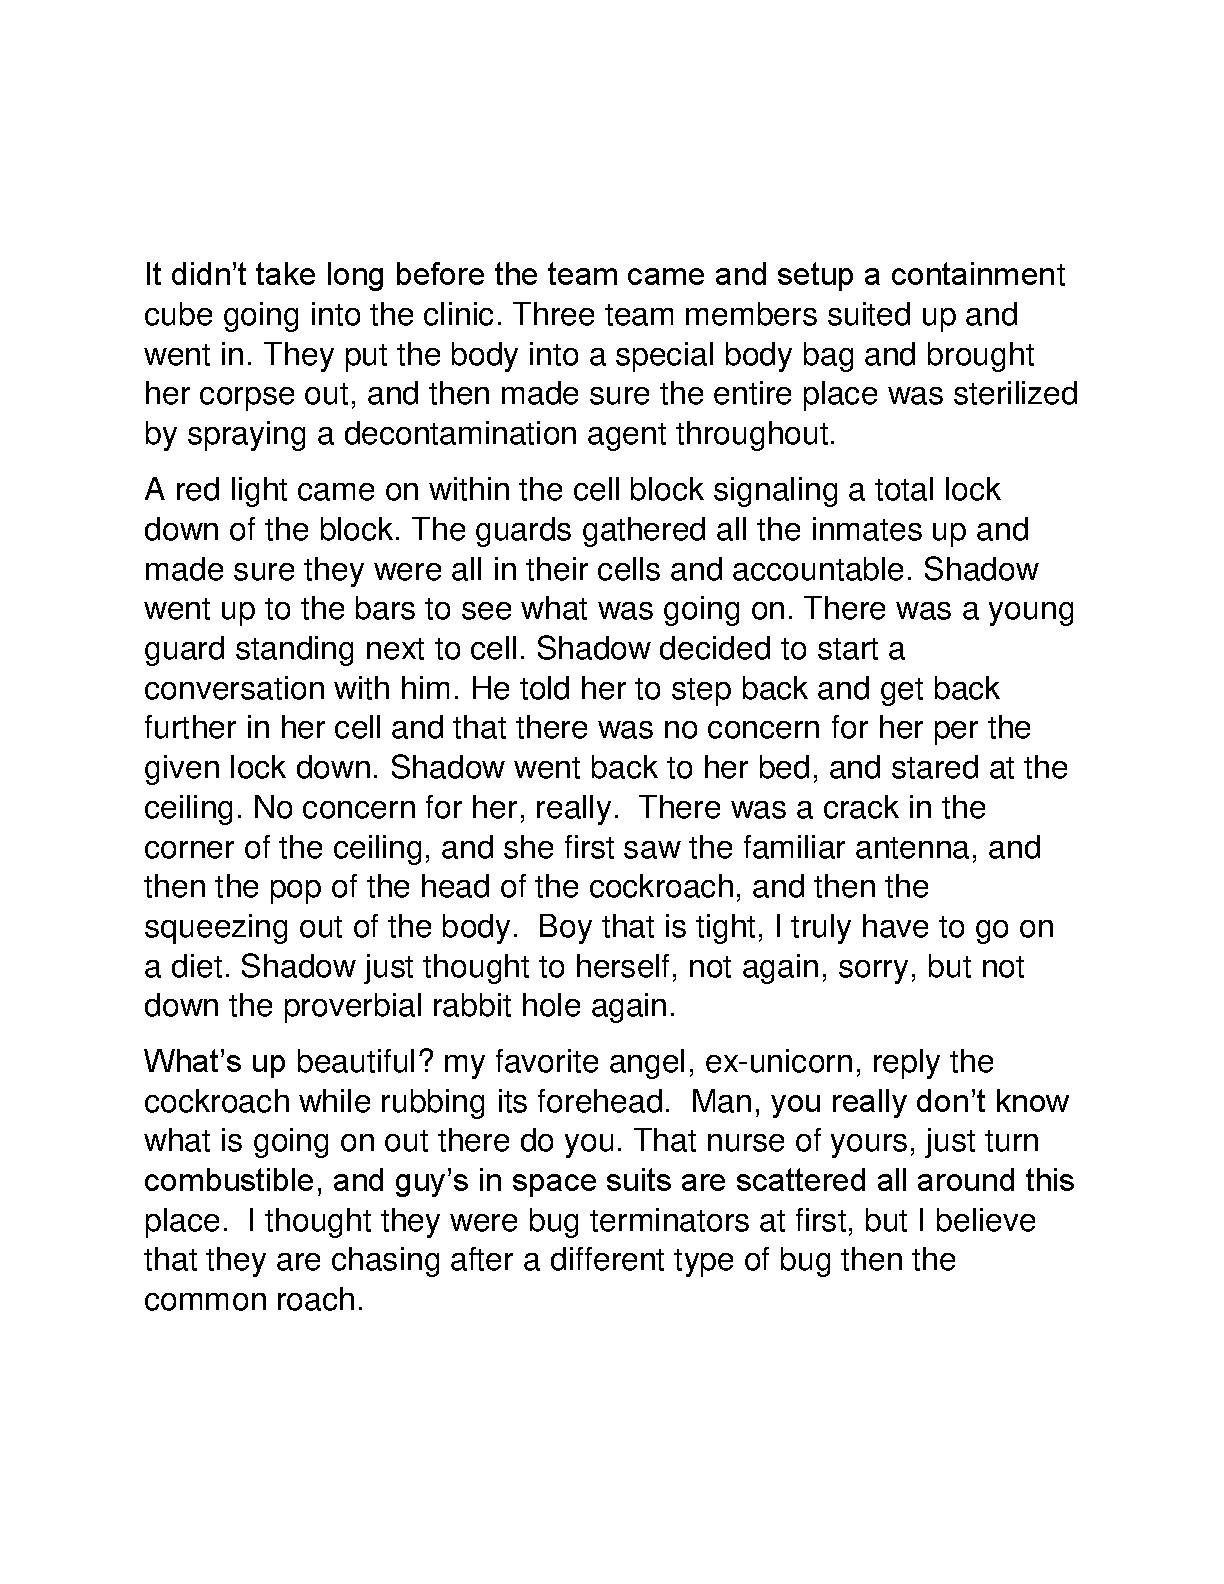 It didn’t take long before the team came and setup a containment
cube going into the clinic. Three team members suited up and
went in. They put the body into a special body bag and brought
her corpse out, and then made sure the entire place was sterilized
by spraying a decontamination agent throughout.
A red light came on within the cell block signaling a total lock
down of the block. The guards gathered all the inmates up and
made sure they were all in their cells and accountable. Shadow
went up to the bars to see what was going on. There was a young
guard standing next to cell. Shadow decided to start a
conversation with him. He told her to step back and get back
further in her cell and that there was no concern for her per the
given lock down. Shadow went back to her bed, and stared at the
ceiling. No concern for her, really.  There was a crack in the
corner of the ceiling, and she first saw the familiar antenna, and
then the pop of the head of the cockroach, and then the
squeezing out of the body.  Boy that is tight, I truly have to go on
a diet. Shadow just thought to herself, not again, sorry, but not
down the proverbial rabbit hole again.
What’s up beautiful? my favorite angel, ex-unicorn, reply the
cockroach while rubbing its forehead.  Man, you really don’t know
what is going on out there do you. That nurse of yours, just turn
combustible, and guy’s in space suits are scattered all around this
place.  I thought they were bug terminators at first, but I believe
that they are chasing after a different type of bug then the
common roach.